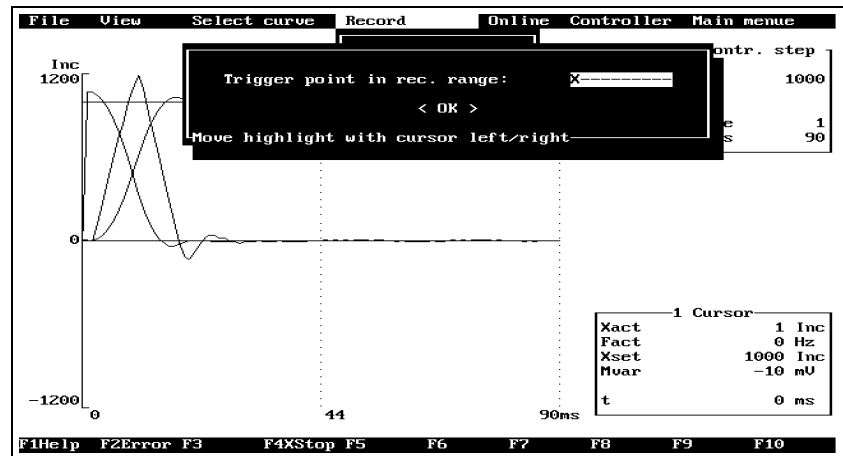 File View Select curve Record Online Controller Main menue
ontr. step
Inc
1200
Trigger point in rec. range: X----------
1000
< OK >
e 1
Move highlight with cursor left/right
s 90
0
1 Cursor
Xact 1 Inc
Fact 0 Hz
Xset 1000 Inc
Mvar -10 mV
-1200
t 0 ms
0 44 90ms
F1Help F2Error F3 F4XStop F5 F6 F7 F8 F9 F10